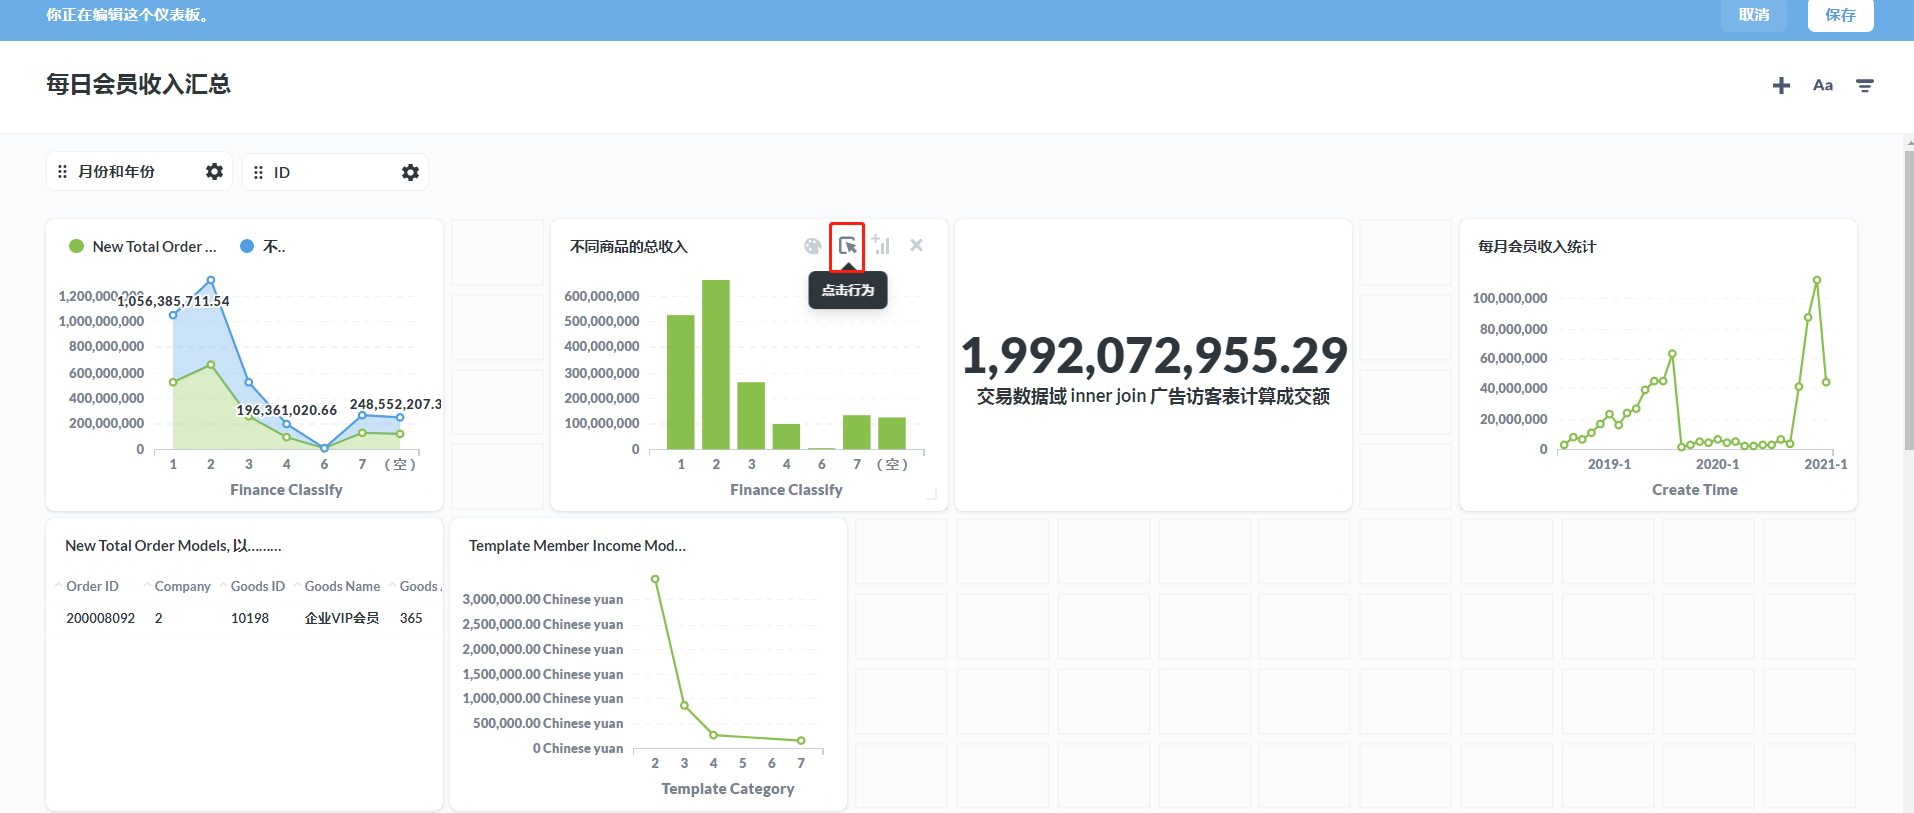 你正在编辑这个仪表板。
取消
保存
每日会员收入汇总
Aa
月份和年份
ID
New Total Order ...
不..
1,200,000,000
1,056,385,711.54
1,000,000,000
800,000,000
600,000,000
400,000,000
196,361,020.66
248,552,207.3
200,000,000
0
1 2 3 4 6 7 （空）
Finance Classify
不同商品的总收入
点击行为
600,000,000
500,000,000
400,000,000
300,000,000
200,000,000
100,000,000
0
1 2 3 4 6 7 （空）
Finance Classify
1,992,072,955.29
交易数据域 inner join 广告访客表计算成交额
每月会员收入统计
100,000,000
80,000,000
60,000,000
40,000,000
20,000,000
0
2019-1 2020-1 2021-1
Create Time
New Total Order Models, 以.........
Order ID Company Goods ID Goods Name Goods
200008092 2 10198 企业VIP会员 365
Template Member Income Mod...
3,000,000.00 Chinese yuan
2,500,000.00 Chinese yuan
2,000,000.00 Chinese yuan
1,500,000.00 Chinese yuan
1,000,000.00 Chinese yuan
500,000.00 Chinese yuan
0 Chinese yuan
2 3 4 5 6 7
Template Category